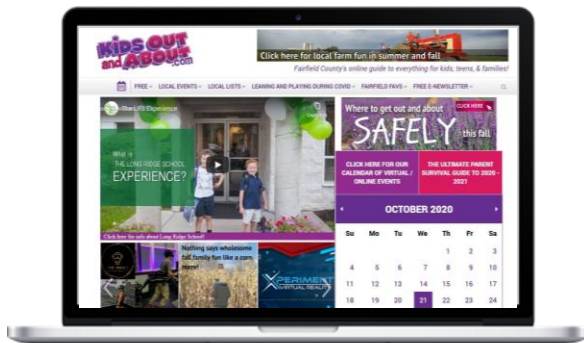 KiDS OUT
and ABOUT.com
Click here for local farm fun in summer and fall
Fairfield County's online guide to everything for kids, teens, & families!
FREE LOCAL EVENTS LOCAL LISTS LEANING AND PLAYING DURING COVID FAIRFIELD FAVS FREE E-NEWSLETTER
Experience
What is
THE LONG RIDGE SCHOOL
EXPERIENCE?
Click here for info about Long Ridge School!
Where to get out and about
CLICK HERE
SAFELY this fall
CLICK HERE FOR OUR
CALENDAR OF VIRTUAL /
ONLINE EVENTS
THE ULTIMATE PARENT
SURVIVAL GUIDE TO 2020 -
2021
OCTOBER 2020
Su Mo Tu We Th Fr Sa
1 2 3
4 5 6 7 8 9 10
11 12 13 14 15 16 17
18 19 20 21 22 23 24
Nothing says wholesome
fall family fun like a corn
maze!
XPERIMENT
VIRTUAL REALITY